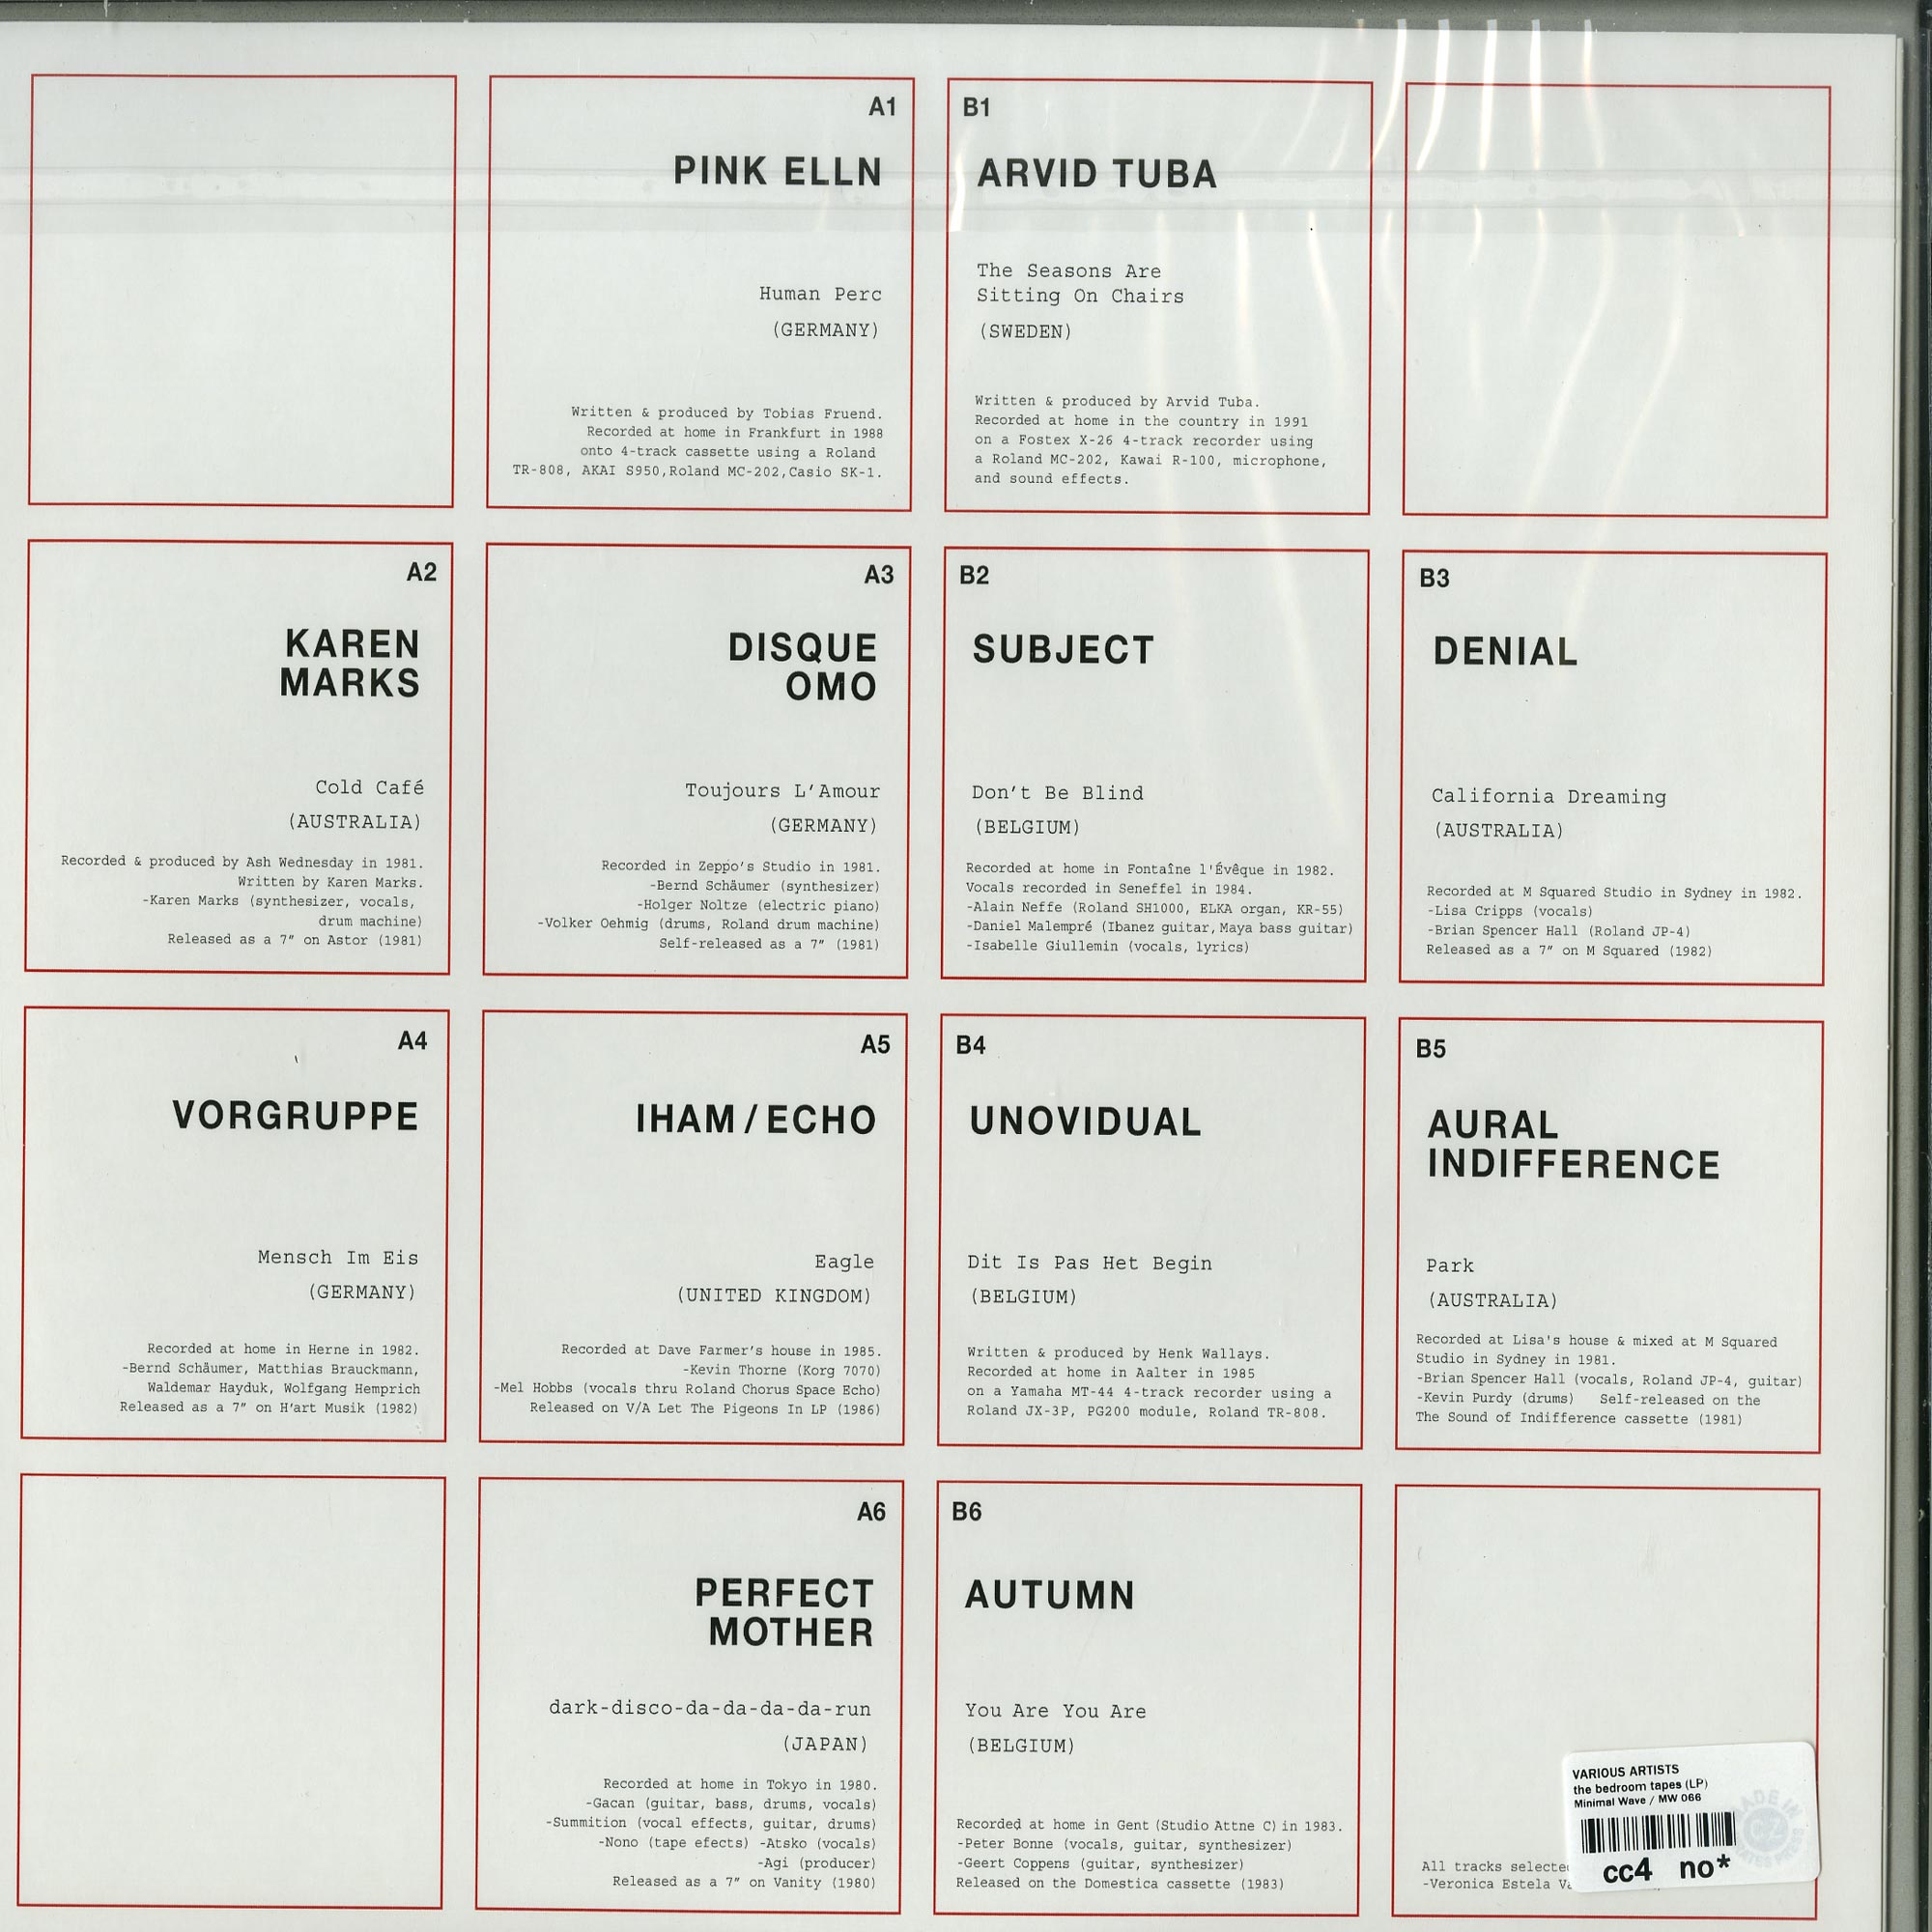 A1
PINK ELLN
Human Perc
(GERMANY)
Written & produced by Tobias Fruend.
Recorded at home in Frankfurt in 1988
onto 4-track cassette using a Roland
TR-808, AKAI S950,Roland MC-202,Casio SK-1.
B1
ARVID TUBA
The Seasons Are
Sitting On Chairs
(SWEDEN)
Written & produced by Arvid Tuba.
Recorded at home in the country in 1991
on a Fostex X-26 4-track recorder using
a Roland MC-202, Kawai R-100, microphone,
and sound effects.
A2
KAREN
MARKS
Cold Café
(AUSTRALIA)
Recorded & produced by Ash Wednesday in 1981.
Written by Karen Marks.
-Karen Marks (synthesizer, vocals,
drum machine)
Released as a 7″ on Astor (1981)
A3
DISQUE
OMO
Toujours L’Amour
(GERMANY)
Recorded in Zeppo’s Studio in 1981.
-Bernd Schäumer (synthesizer)
-Holger Noltze (electric piano)
-Volker Oehmig (drums, Roland drum machine)
Self-released as a 7″ (1981)
B2
SUBJECT
Don’t Be Blind
(BELGIUM)
Recorded at home in Fontaîne l'Évêque in 1982.
Vocals recorded in Seneffel in 1984.
-Alain Neffe (Roland SH1000, ELKA organ, KR-55)
-Daniel Malempré (Ibanez guitar, Maya bass guitar)
-Isabelle Giullemin (vocals, lyrics)
B3
DENIAL
California Dreaming
(AUSTRALIA)
Recorded at M Squared Studio in Sydney in 1982.
-Lisa Cripps (vocals)
-Brian Spencer Hall (Roland JP-4)
Released as a 7″ on M Squared (1982)
A4
VORGRUPPE
Mensch Im Eis
(GERMANY)
Recorded at home in Herne in 1982.
-Bernd Schäumer, Matthias Brauckmann,
Waldemar Hayduk, Wolfgang Hemprich
Released as a 7″ on H’art Musik (1982)
A5
IHAM / ECHO
Eagle
(UNITED KINGDOM)
Recorded at Dave Farmer’s house in 1985.
-Kevin Thorne (Korg 7070)
-Mel Hobbs (vocals thru Roland Chorus Space Echo)
Released on V/A Let The Pigeons In LP (1986)
B4
UNOVIDUAL
Dit Is Pas Het Begin
(BELGIUM)
Written & produced by Henk Wallays.
Recorded at home in Aalter in 1985
on a Yamaha MT-44 4-track recorder using a
Roland JX-3P, PG200 module, Roland TR-808.
B5
AURAL
INDIFFERENCE
Park
(AUSTRALIA)
Recorded at Lisa's house & mixed at M Squared
Studio in Sydney in 1981.
-Brian Spencer Hall (vocals, Roland JP-4, guitar)
-Kevin Purdy (drums) Self-released on the
The Sound of Indifference cassette (1981)
A6
PERFECT
MOTHER
dark-disco-da-da-da-da-run
(JAPAN)
Recorded at home in Tokyo in 1980.
-Gacan (guitar, bass, drums, vocals)
-Summition (vocal effects, guitar, drums)
-Nono (tape efects) -Atsko (vocals)
-Agi (producer)
Released as a 7″ on Vanity (1980)
B6
AUTUMN
You Are You Are
(BELGIUM)
Recorded at home in Gent (Studio Attne C) in 1983.
-Peter Bonne (vocals, guitar, synthesizer)
-Geert Coppens (guitar, synthesizer)
Released on the Domestica cassette (1983)
All tracks selected
-Veronica Estela
VARIOUS ARTISTS
the bedroom tapes (LP)
Minimal Wave / MW 066
cc4 no*